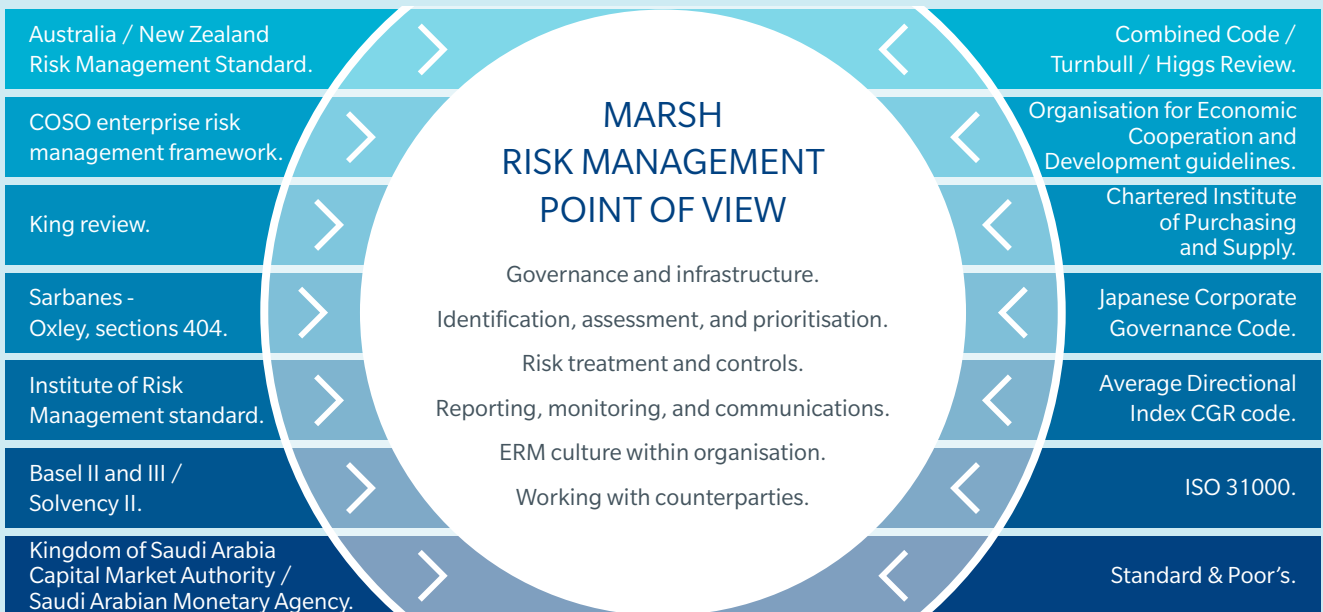 Australia / New Zealand
Risk Management Standard.
COSO enterprise risk
management framework.
King review.
Sarbanes -
Oxley, sections 404.
Institute of Risk
Management standard.
Basel II and III /
Solvency II.
Kingdom of Saudi Arabia
Capital Market Authority /
Saudi Arabian Monetary Agency.
MARSH
RISK MANAGEMENT
POINT OF VIEW
Governance and infrastructure.
Identification, assessment, and prioritisation.
Risk treatment and controls.
Reporting, monitoring, and communications.
ERM culture within organisation.
Working with counterparties.
Combined Code /
Turnbull / Higgs Review.
Organisation for Economic
Cooperation and
Development guidelines.
Chartered Institute
of Purchasing
and Supply.
Japanese Corporate
Governance Code.
Average Directional
Index CGR code.
ISO 31000.
Standard & Poor’s.